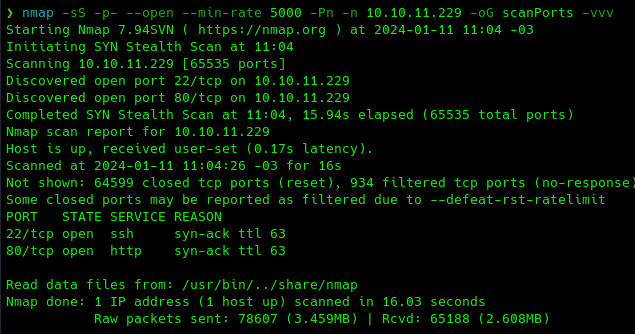 ❯ nmap -sS -p- --open --min-rate 5000 -Pn -n 10.10.11.229 -oG scanPorts -vvv
Starting Nmap 7.94SVN ( https://nmap.org ) at 2024-01-11 11:04 -03
Initiating SYN Stealth Scan at 11:04
Scanning 10.10.11.229 [65535 ports]
Discovered open port 22/tcp on 10.10.11.229
Discovered open port 80/tcp on 10.10.11.229
Completed SYN Stealth Scan at 11:04, 15.94s elapsed (65535 total ports)
Nmap scan report for 10.10.11.229
Host is up, received user-set (0.17s latency).
Scanned at 2024-01-11 11:04:26 -03 for 16s
Not shown: 64599 closed tcp ports (reset), 934 filtered tcp ports (no-response)
Some closed ports may be reported as filtered due to --defeat-rst-ratelimit
PORT   STATE SERVICE REASON
22/tcp open  ssh     syn-ack ttl 63
80/tcp open  http    syn-ack ttl 63
Read data files from: /usr/bin/../share/nmap
Nmap done: 1 IP address (1 host up) scanned in 16.03 seconds
Raw packets sent: 78607 (3.459MB) | Rcvd: 65188 (2.608MB)